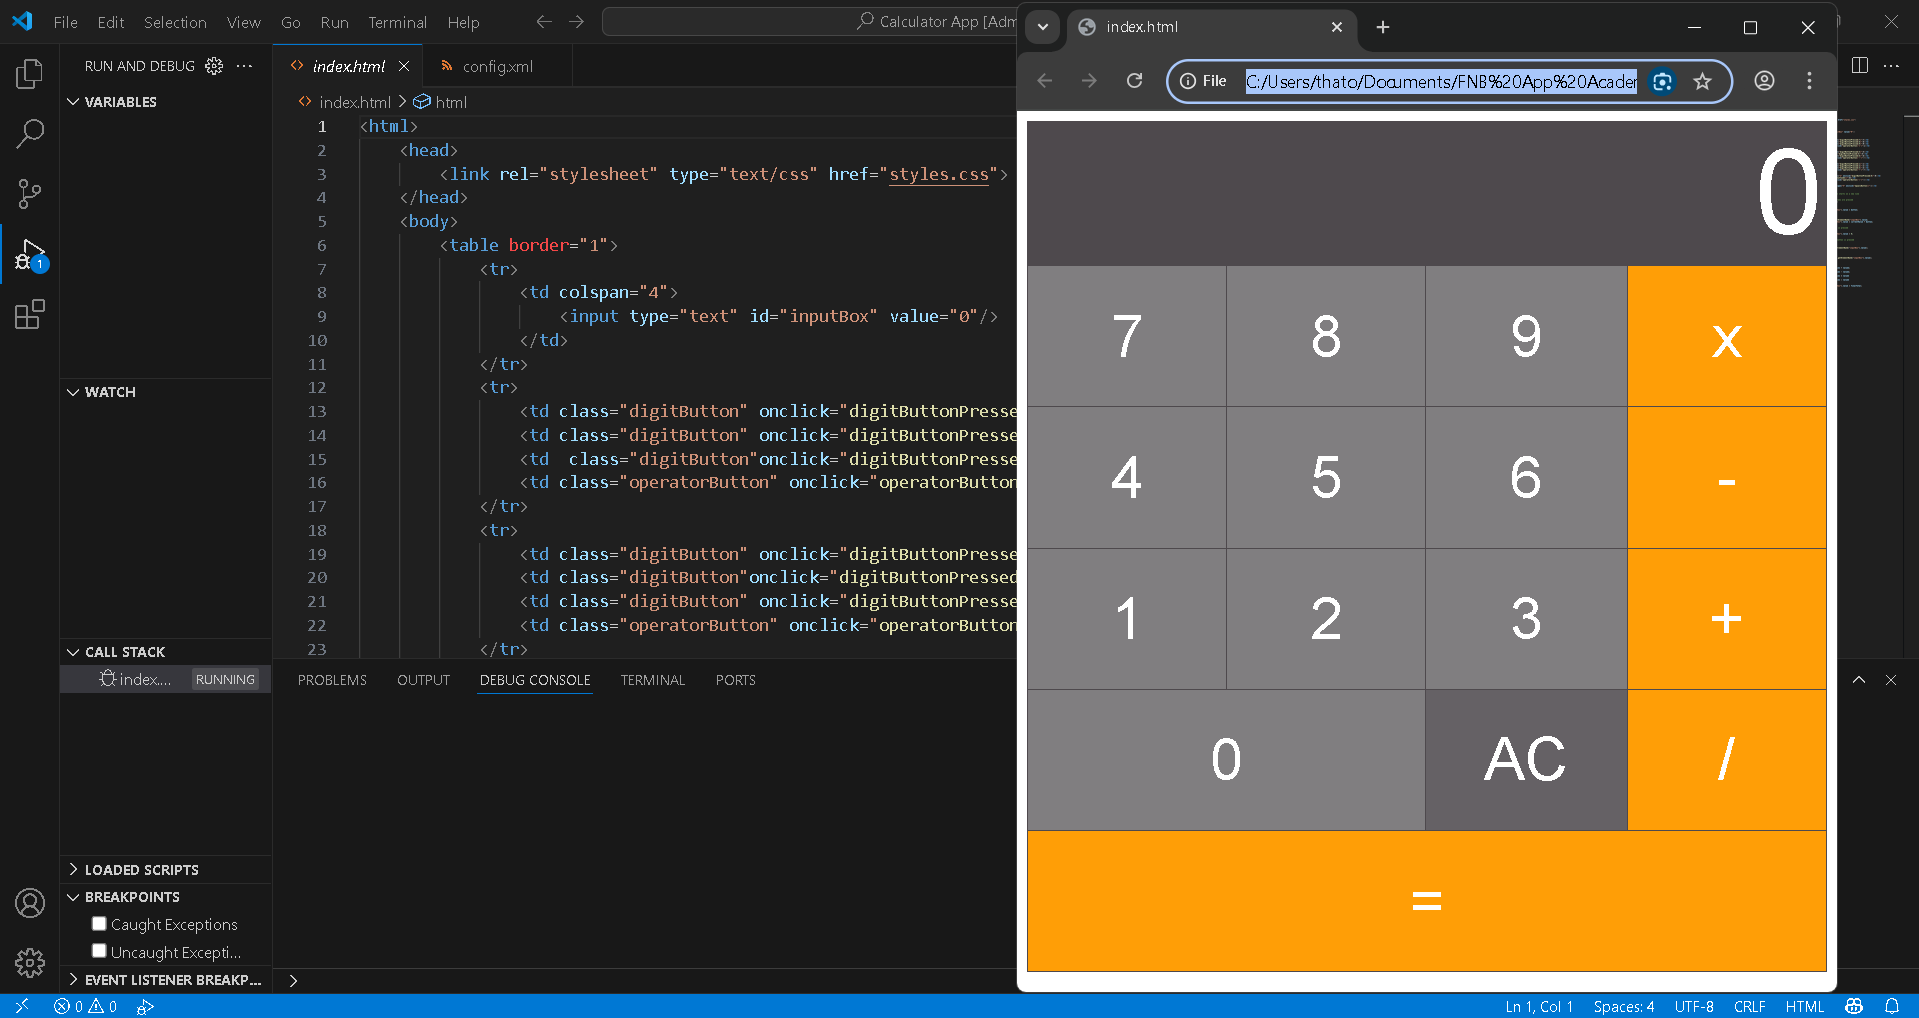 File Edit Selection View Go Run Terminal Help
Calculator App [Adm
RUN AND DEBUG
VARIABLES
WATCH
CALL STACK
index.... RUNNING
LOADED SCRIPTS
BREAKPOINTS
Caught Exceptions
Uncaught Excepti...
EVENT LISTENER BREAKP...
1
index.html config.xml
index.html > html
1 <html>
2 <head>
3 <link rel="stylesheet" type="text/css" href="styles.css">
4 </head>
5 <body>
6 <table border="1">
7 <tr>
8 <td colspan="4">
9 <input type="text" id="inputBox" value="0"/>
10 </td>
11 </tr>
12 <tr>
13 <td class="digitButton" onclick="digitButtonPresse
14 <td class="digitButton" onclick="digitButtonPresse
15 <td  class="digitButton"onclick="digitButtonPresse
16 <td class="operatorButton" onclick="operatorButton
17 </tr>
18 <tr>
19 <td class="digitButton" onclick="digitButtonPresse
20 <td class="digitButton"onclick="digitButtonPressed
21 <td class="digitButton" onclick="digitButtonPresse
22 <td class="operatorButton" onclick="operatorButton
23 </tr>
PROBLEMS OUTPUT DEBUG CONSOLE TERMINAL PORTS
>
index.html
File C:/Users/thato/Documents/FNB%20App%20Acader
0
7 8 9 x
4 5 6 -
1 2 3 +
0 AC /
=
0 0
Ln 1, Col 1 Spaces: 4 UTF-8 CRLF HTML